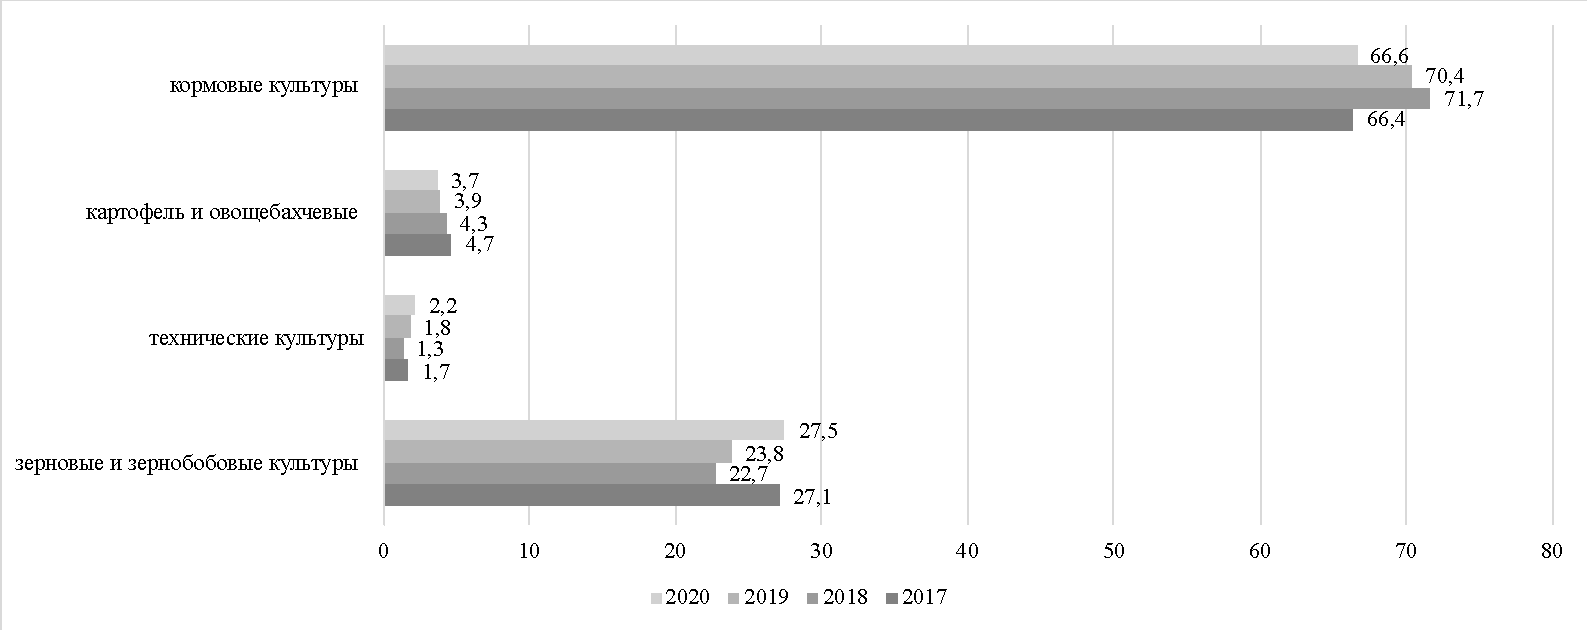 кормовые культуры
66,6
70,4
71,7
66,4
картофель и овощебахчевые
3,7
3,9
4,3
4,7
технические культуры
2,2
1,8
1,3
1,7
зерновые и зернобобовые культуры
27,5
23,8
22,7
27,1
0 10 20 30 40 50 60 70 80
2020 2019 2018 2017